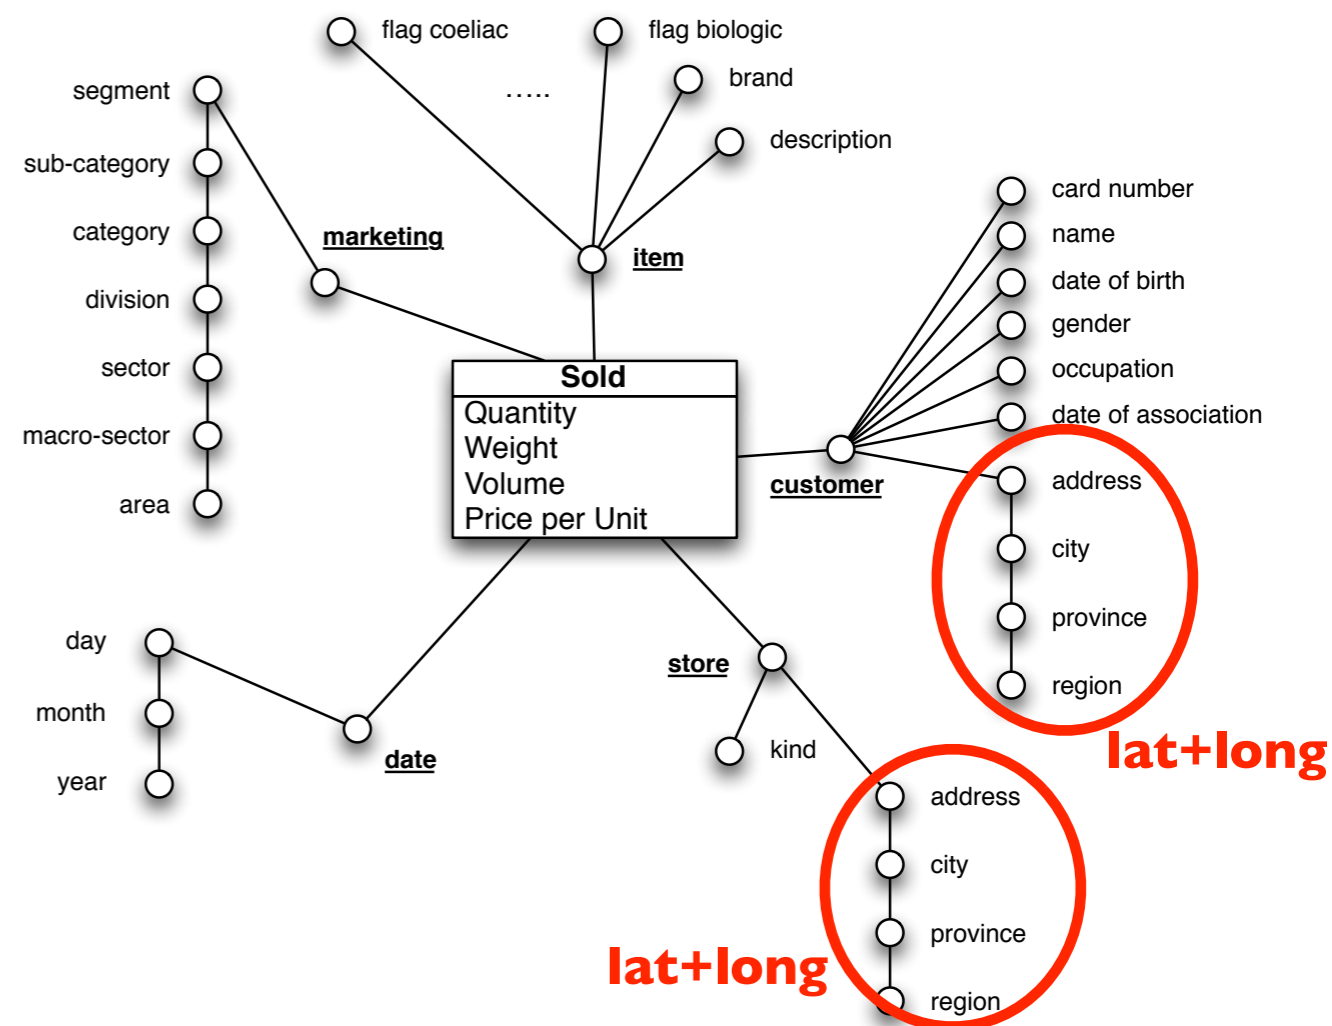 flag coeliac
flag biologic
.....
brand
description
segment
sub-category
category
division
sector
macro-sector
area
marketing
item
card number
name
date of birth
gender
occupation
date of association
Sold
Quantity
Weight
Volume
Price per Unit
customer
address
city
province
region
lat+long
day
month
year
date
store
kind
address
city
province
region
lat+long